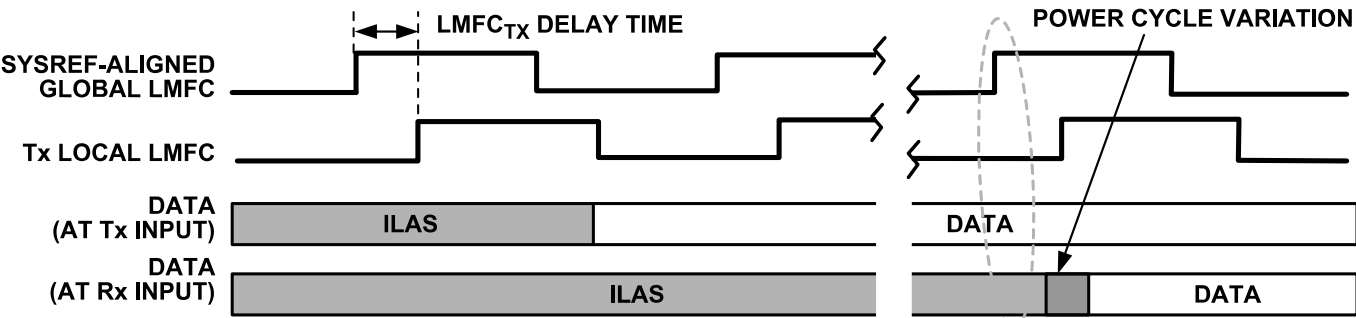 LMFCTX DELAY TIME
POWER CYCLE VARIATION
SYSREF-ALIGNED
GLOBAL LMFC
Tx LOCAL LMFC
DATA
(AT Tx INPUT)
ILAS
DATA
DATA
(AT Rx INPUT)
ILAS
DATA